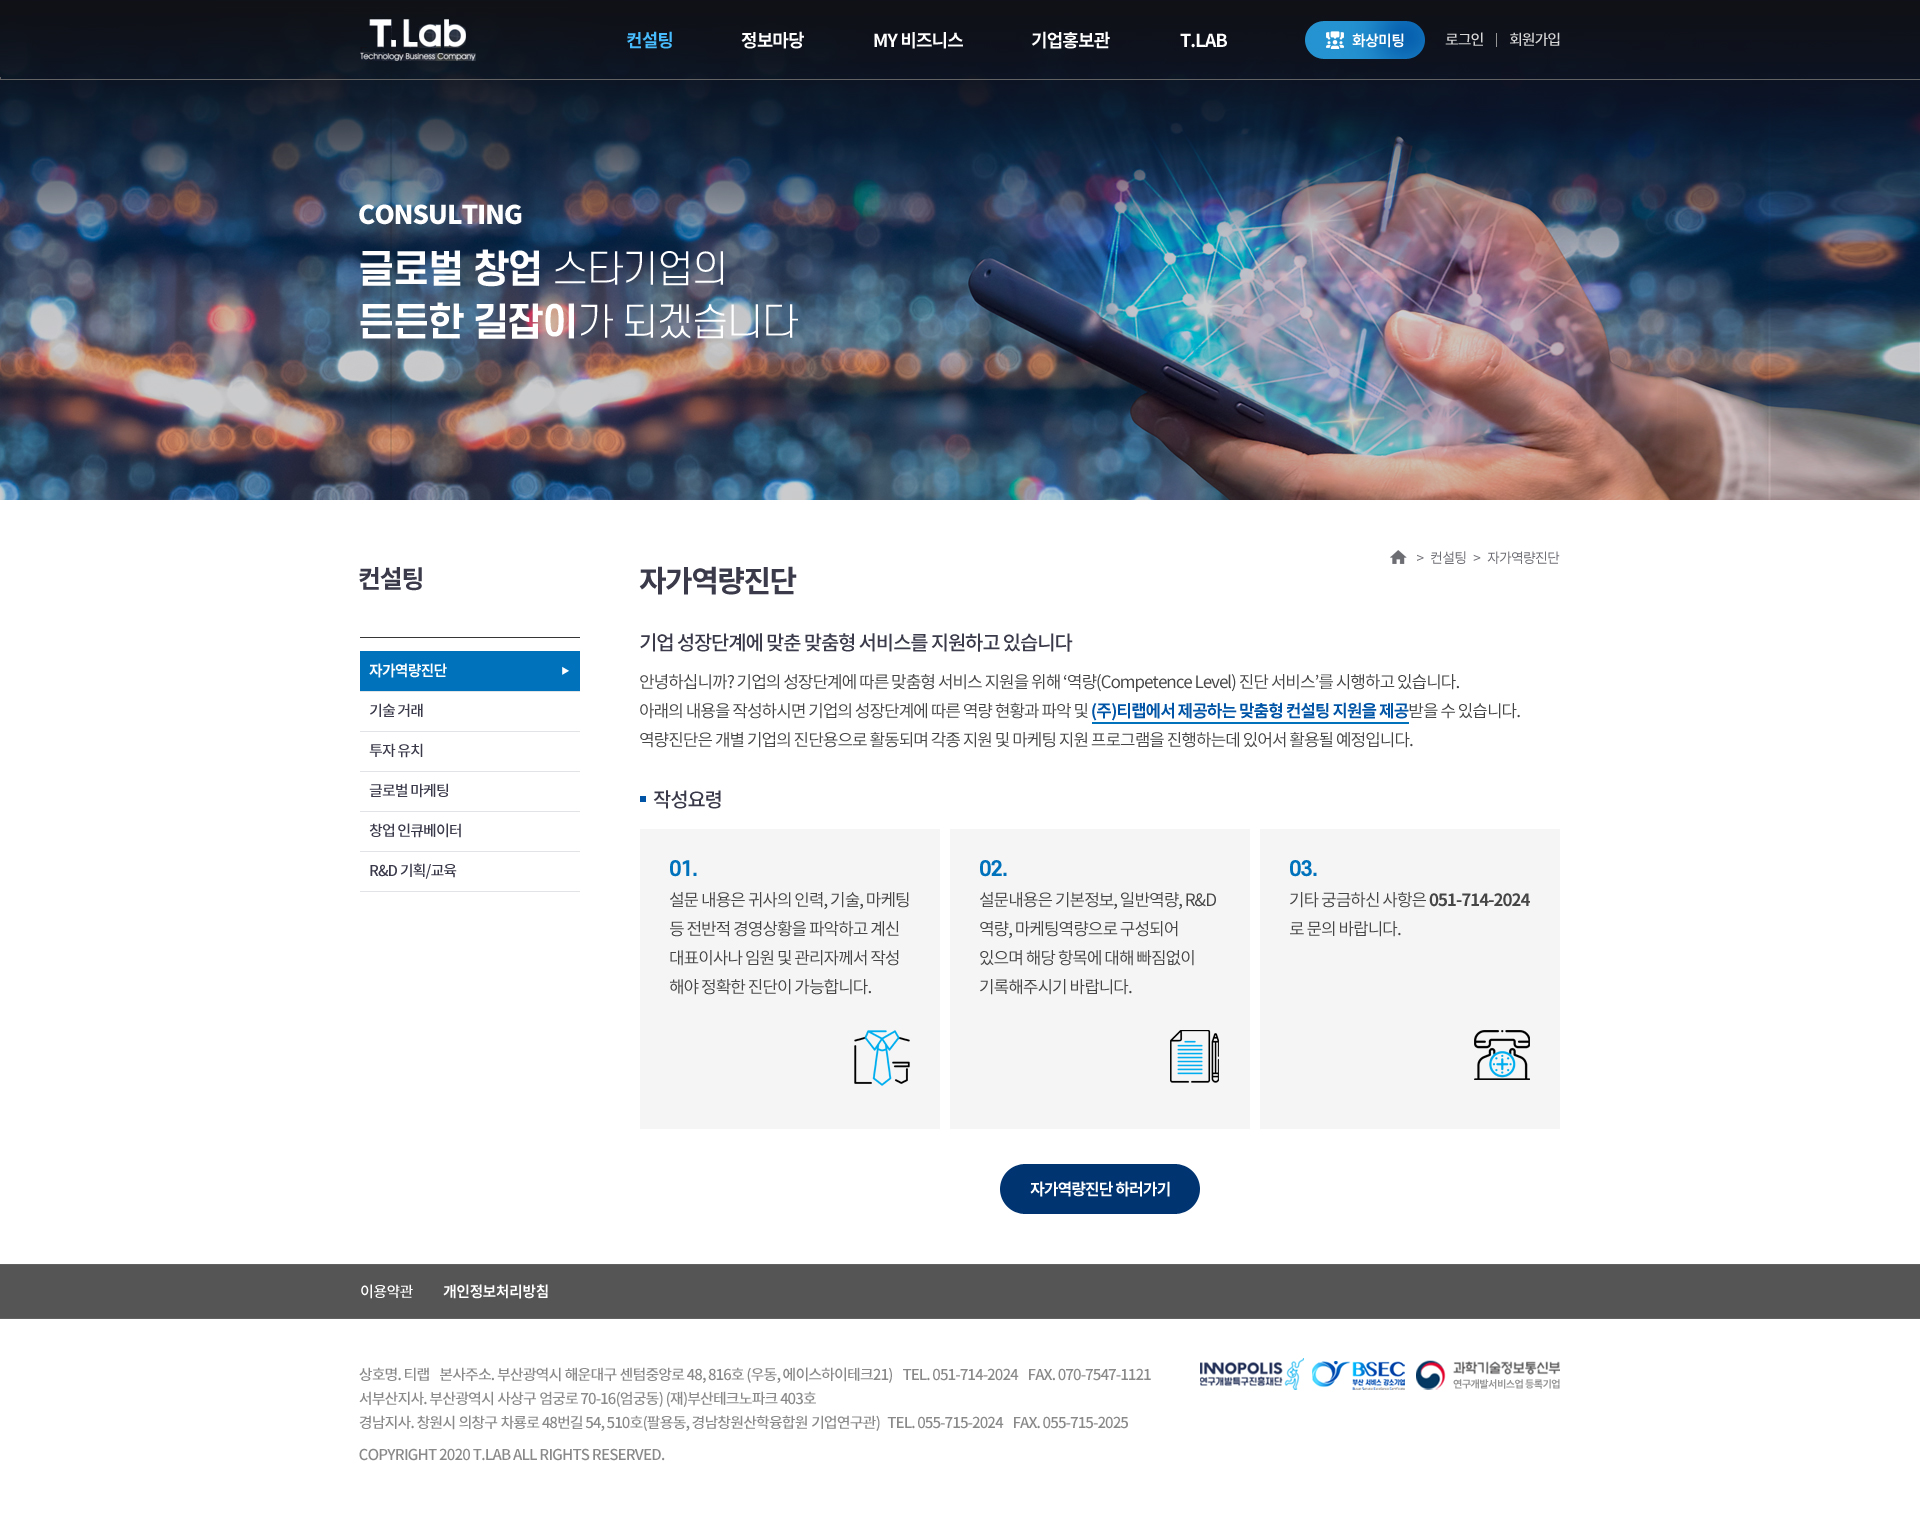 T.Lab
Technology Business Company
컨설팅
정보마당
MY 비즈니스
기업홍보관
T.LAB
화상미팅
로그인
회원가입
CONSULTING
글로벌 창업 스타기업의
든든한 길잡이가 되겠습니다
> 컨설팅 > 자가역량진단
컨설팅
자가역량진단
기술 거래
투자 유치
글로벌 마케팅
창업 인큐베이터
R&D 기획/교육
자가역량진단
기업 성장단계에 맞춘 맞춤형 서비스를 지원하고 있습니다
안녕하십니까? 기업의 성장단계에 따른 맞춤형 서비스 지원을 위해 ‘역량(Competence Level) 진단 서비스’를 시행하고 있습니다.
아래의 내용을 작성하시면 기업의 성장단계에 따른 역량 현황과 파악 및 (주)티랩에서 제공하는 맞춤형 컨설팅 지원을 제공받을 수 있습니다.
역량진단은 개별 기업의 진단용으로 활동되며 각종 지원 및 마케팅 지원 프로그램을 진행하는데 있어서 활용될 예정입니다.
작성요령
01.
설문 내용은 귀사의 인력, 기술, 마케팅
등 전반적 경영상황을 파악하고 계신
대표이사나 임원 및 관리자께서 작성
해야 정확한 진단이 가능합니다.
02.
설문내용은 기본정보, 일반역량, R&D
역량, 마케팅역량으로 구성되어
있으며 해당 항목에 대해 빠짐없이
기록해주시기 바랍니다.
03.
기타 궁금하신 사항은 051-714-2024
로 문의 바랍니다.
자가역량진단 하러가기
이용약관
개인정보처리방침
상호명. 티랩 본사주소. 부산광역시 해운대구 센텀중앙로 48, 816호 (우동, 에이스하이테크21) TEL. 051-714-2024 FAX. 070-7547-1121
서부산지사. 부산광역시 사상구 엄궁로 70-16(엄궁동) (재)부산테크노파크 403호
경남지사. 창원시 의창구 차룡로 48번길 54, 510호(팔용동, 경남창원산학융합원 기업연구관) TEL. 055-715-2024 FAX. 055-715-2025
COPYRIGHT 2020 T.LAB ALL RIGHTS RESERVED.
INNOPOLIS
연구개발특구진흥재단
BSEC
부산 서비스 강소기업
과학기술정보통신부
연구개발서비스업 등록기업